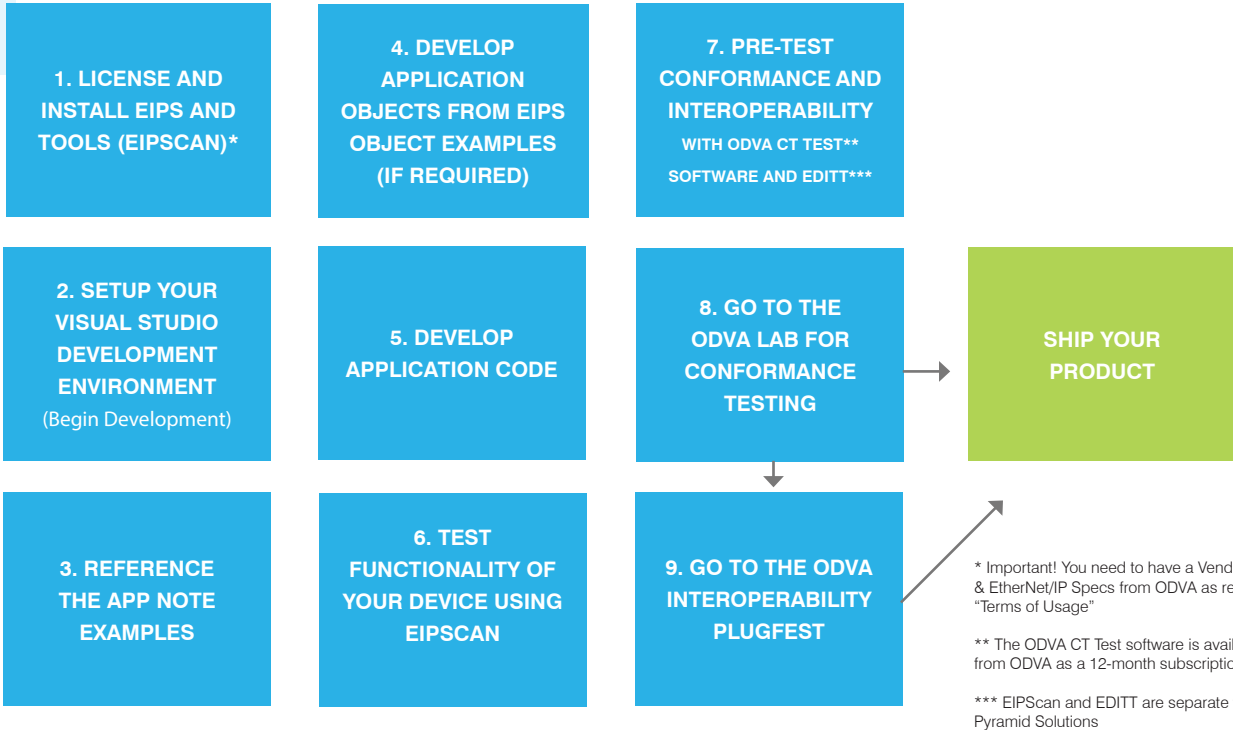 1. LICENSE AND
INSTALL EIPS AND
TOOLS (EIPSCAN)*
2. SETUP YOUR
VISUAL STUDIO
DEVELOPMENT
ENVIRONMENT
(Begin Development)
3. REFERENCE
THE APP NOTE
EXAMPLES
4. DEVELOP
APPLICATION
OBJECTS FROM EIPS
OBJECT EXAMPLES
(IF REQUIRED)
5. DEVELOP
APPLICATION CODE
6. TEST
FUNCTIONALITY OF
YOUR DEVICE USING
EIPSCAN
7. PRE-TEST
CONFORMANCE AND
INTEROPERABILITY
WITH ODVA CT TEST**
SOFTWARE AND EDITT***
8. GO TO THE
ODVA LAB FOR
CONFORMANCE
TESTING
9. GO TO THE ODVA
INTEROPERABILITY
PLUGFEST
SHIP YOUR
PRODUCT
* Important! You need to have a
& EtherNet/IP Specs from ODVA as
“Terms of Usage”
** The ODVA CT Test software is
from ODVA as a 12-month
*** EIPScan and EDITT are separate
Pyramid Solutions